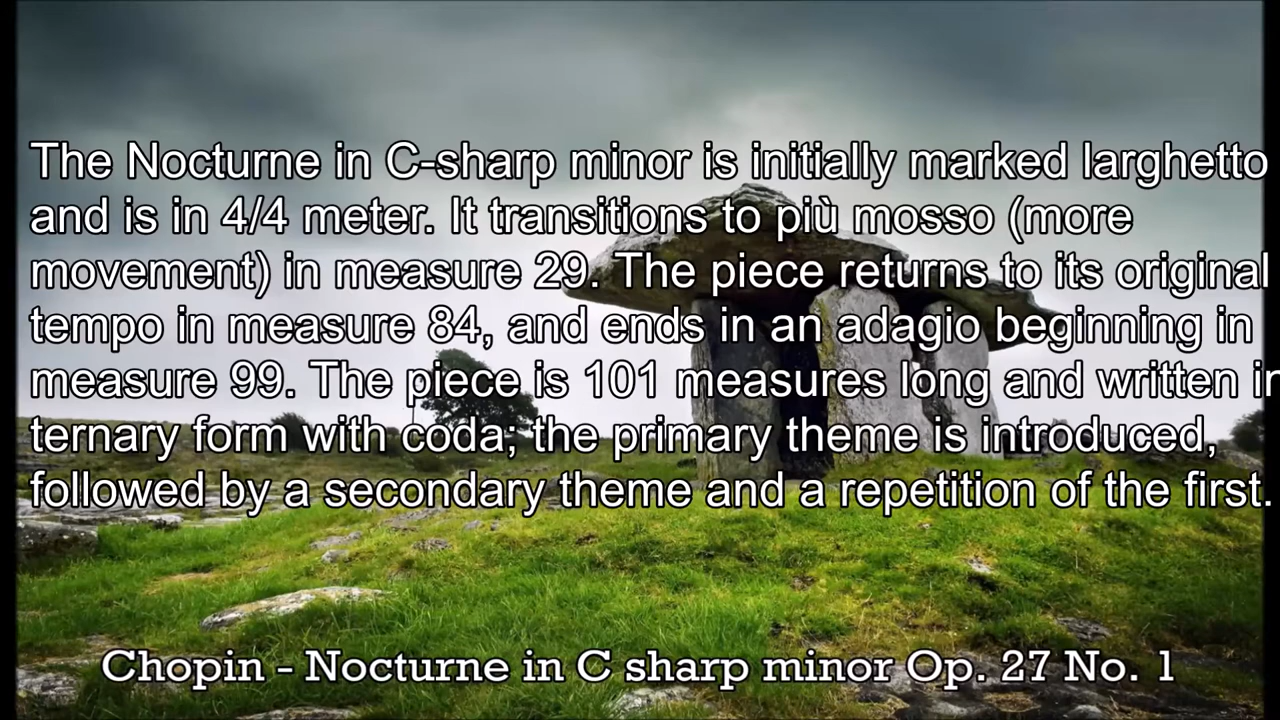 The Nocturne in C-sharp minor is initially marked larghetto
and is in 4/4 meter. It transitions to più mosso (more
movement) in measure 29. The piece returns to its original
tempo in measure 84, and ends in an adagio beginning in
measure 99. The piece is 101 measures long and written in
ternary form with coda; the primary theme is introduced,
followed by a secondary theme and a repetition of the first.
Chopin - Nocturne in C sharp minor Op. 27 No. 1